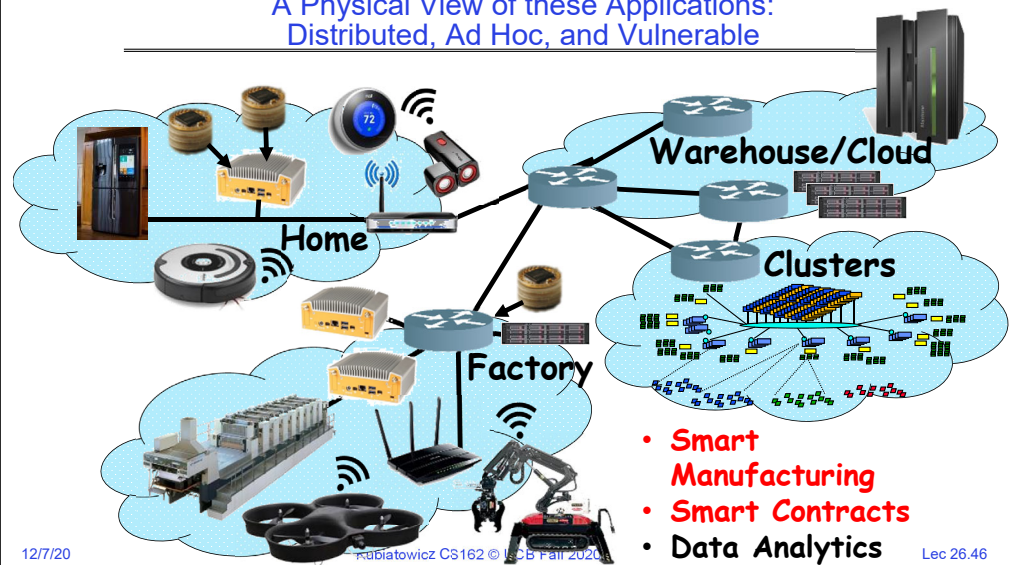 A Physical View of these Applications:
Distributed, Ad Hoc, and Vulnerable
72
Warehouse/Cloud
Home
Clusters
Factory
• Smart
Manufacturing
• Smart Contracts
• Data Analytics
12/7/20
Kubiatowicz CS162 © UCB Fall 2020
Lec 26.46